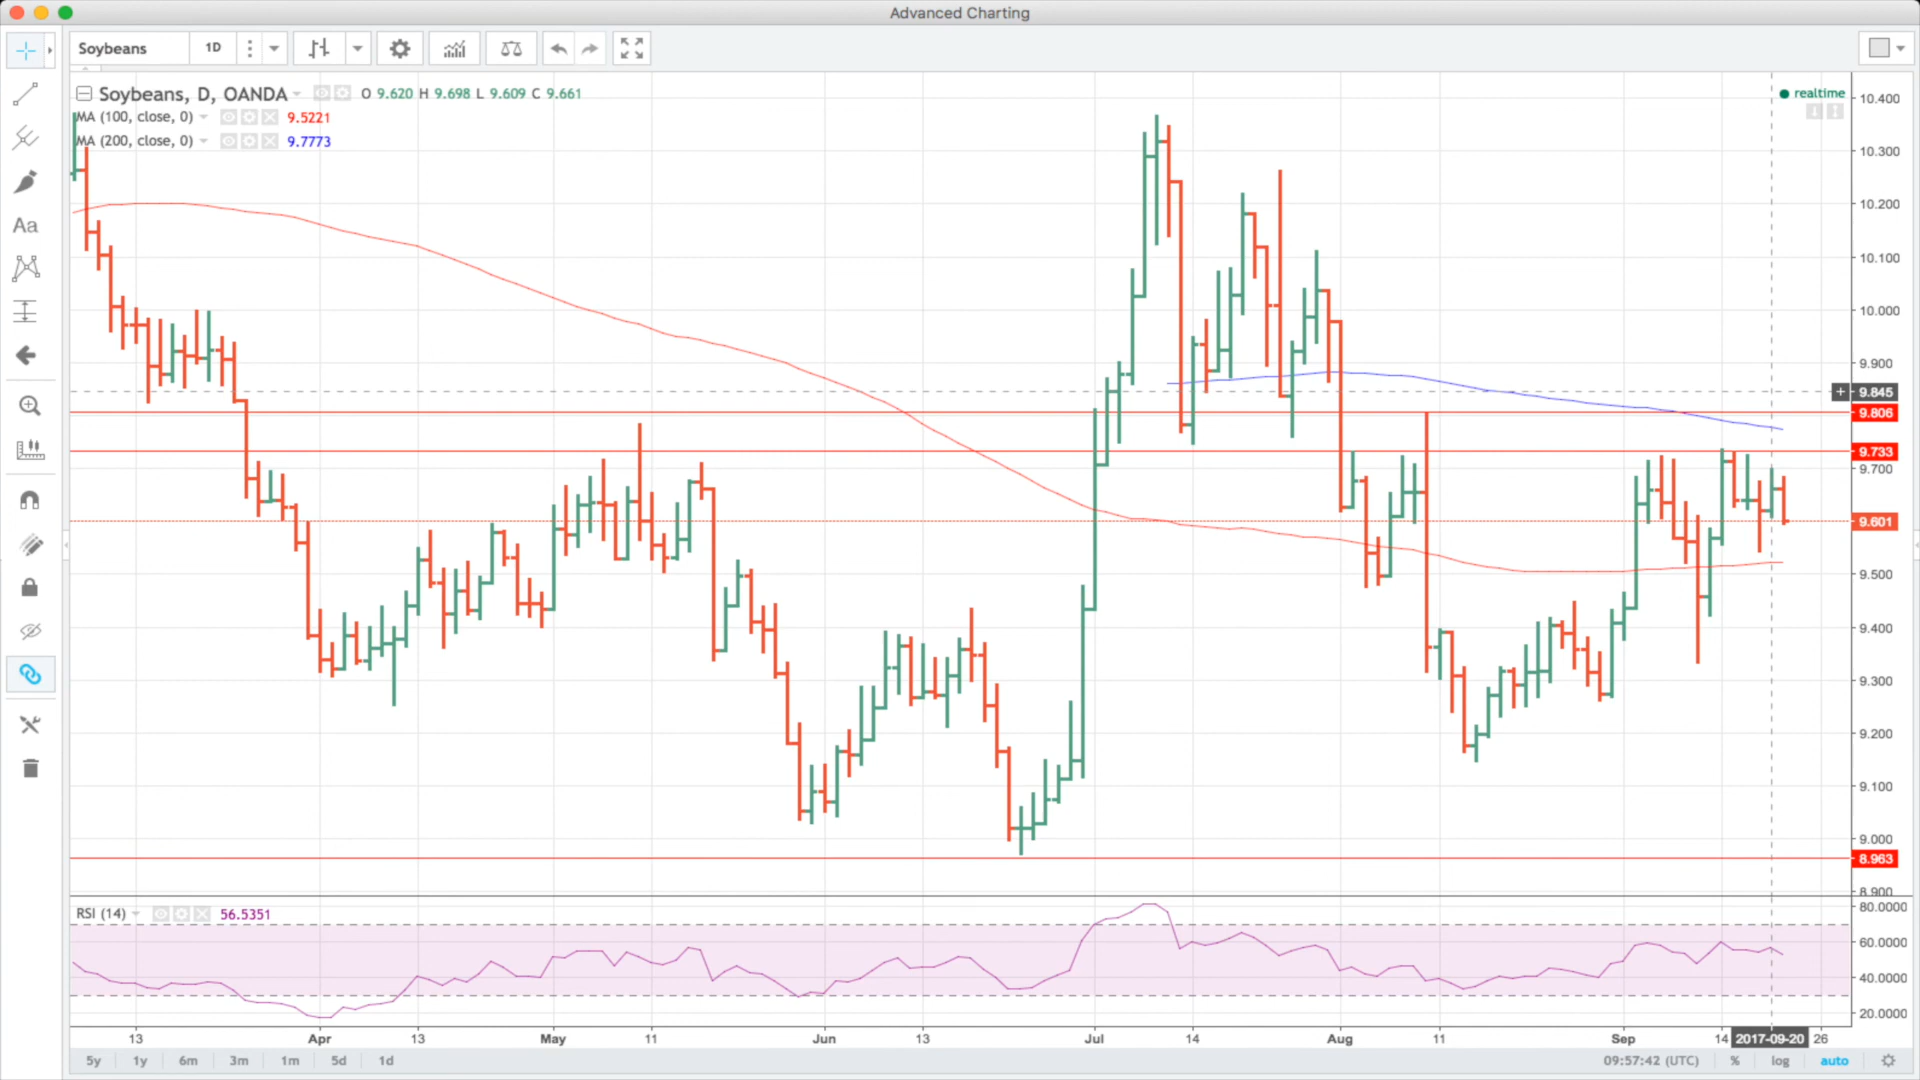 Advanced Charting
Soybeans 1D
Soybeans, D, OANDA O 9.620 H 9.698 L 9.609 C 9.661
realtime
MA (100, close, 0) 9.5221
MA (200, close, 0) 9.7773
Aa
10.400
10.300
10.200
10.100
10.000
9.900
9.845
9.806
9.733
9.700
9.601
9.500
9.400
9.300
9.200
9.100
9.000
8.963
8.900
RSI (14) 56.5351
80.0000
60.0000
40.0000
20.0000
13 Apr 13 May 11 Jun 13 Jul 14 Aug 11 Sep 14 2017-09-20 26
5y 1y 6m 3m 1m 5d 1d 09:57:42 (UTC) % log auto